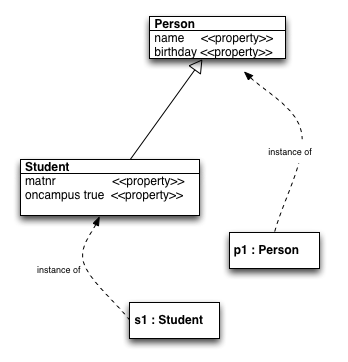 Person
name <<property>>
birthday <<property>>
instance of
Student
matnr <<property>>
oncampus true <<property>>
p1 : Person
instance of
s1 : Student